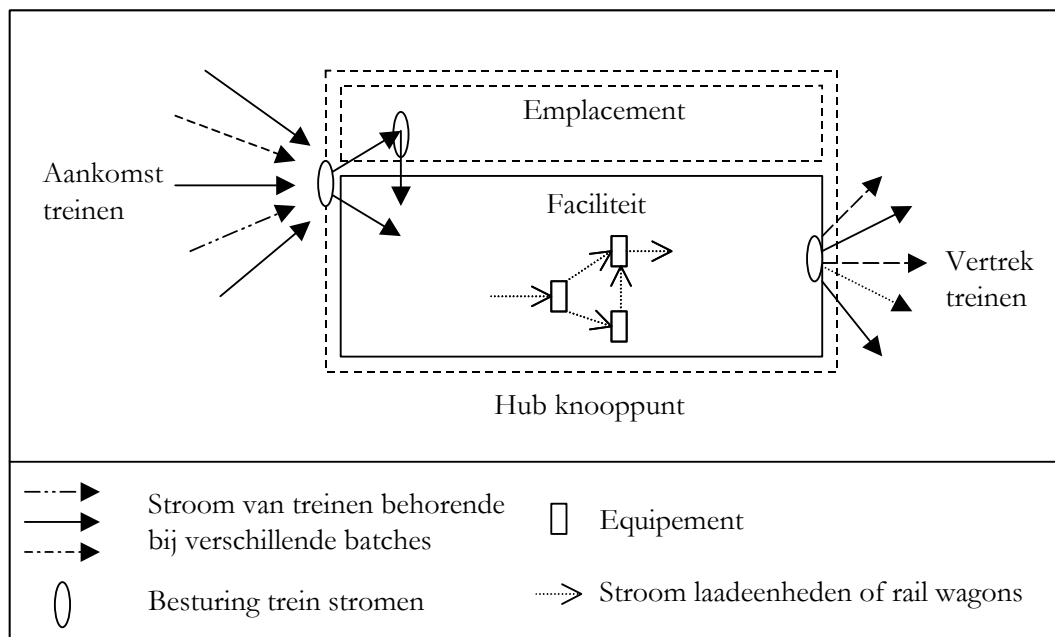 Emplacement
Aankomst
treinen
Faciliteit
Vertrek
treinen
Hub knooppunt
Stroom van treinen behorende
bij verschillende batches
Equipement
Besturing trein stromen
Stroom laadeenheden of rail wagons